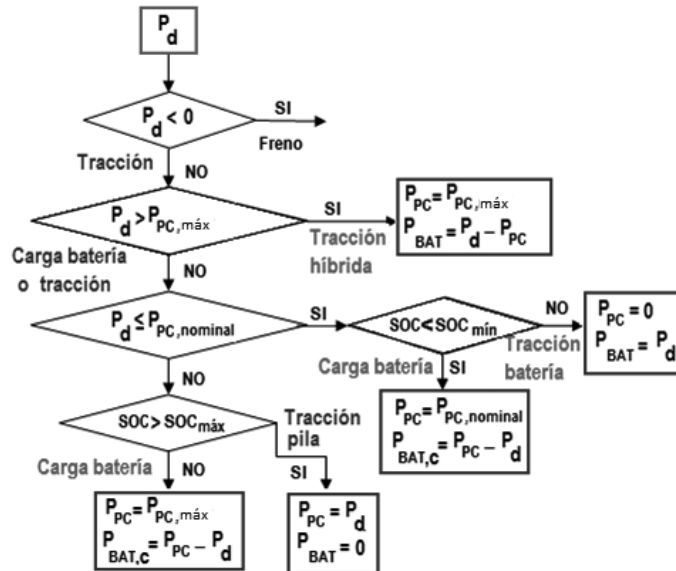 P_d
P_d < 0
SI
Freno
Tracción
NO
P_d > P_PC,máx
SI
Tracción
híbrida
P_PC = P_PC,máx
P_BAT = P_d − P_PC
Carga batería
o tracción
NO
P_d ≤ P_PC,nominal
SI
SOC < SOC_mín
NO
Tracción
batería
P_PC = 0
P_BAT = P_d
Carga batería
SI
P_PC = P_PC,nominal
P_BAT,c = P_PC − P_d
NO
SOC > SOC_máx
Tracción
pila
SI
Carga batería
NO
P_PC = P_PC,máx
P_BAT,c = P_PC − P_d
P_PC = P_d
P_BAT = 0